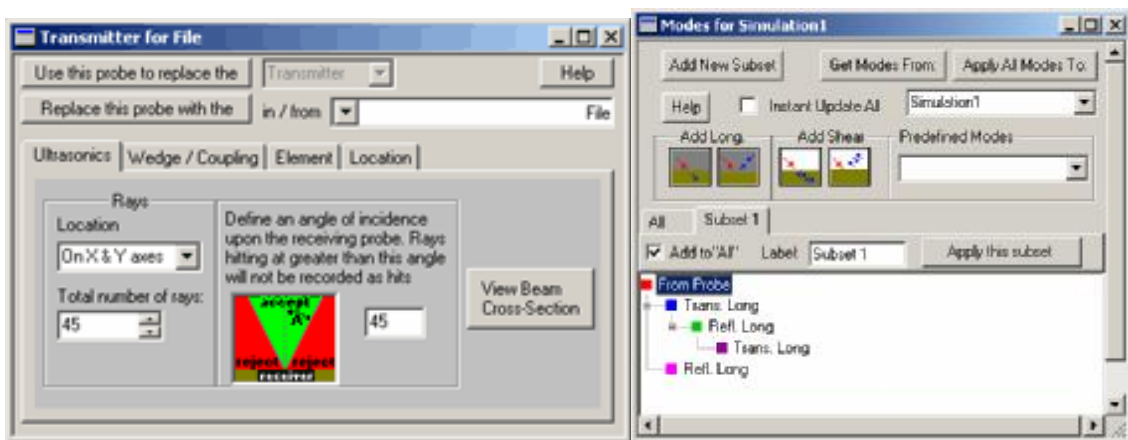 Transmitter for File
Use this probe to replace the
Transmitter
Help
Replace this probe with the
in / from
File
Ultrasonics
Wedge / Coupling
Element
Location
Rays
Location
On X & Y axes
Total number of rays:
45
Define an angle of incidence
upon the receiving probe. Rays
hitting at greater than this angle
will not be recorded as hits
accept
"A"
reject
reject
receiver
45
View Beam
Cross-Section
Modes for Simulation1
Add New Subset
Get Modes From:
Apply All Modes To:
Help
Instant Update All
Simulation1
Add Long.
Add Shear
Predefined Modes
All
Subset 1
Add to "All"
Label:
Subset 1
Apply this subset
From Probe
Trans. Long
Refl. Long
Trans. Long
Refl. Long